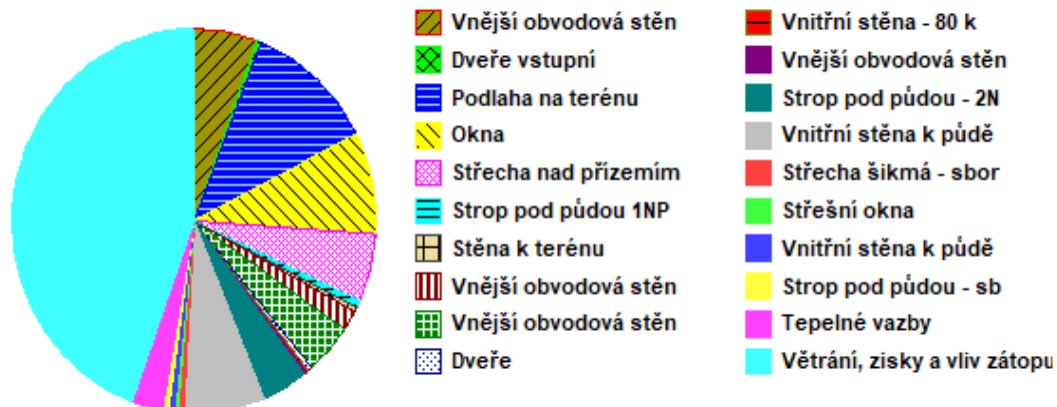 Vnější obvodová stěn
Dveře vstupní
Podlaha na terénu
Okna
Střecha nad přízemím
Strop pod půdou 1NP
Stěna k terénu
Vnější obvodová stěn
Vnější obvodová stěn
Dveře
Vnitřní stěna - 80 k
Vnější obvodová stěn
Strop pod půdou - 2N
Vnitřní stěna k půdě
Střecha šikmá - sbor
Střešní okna
Vnitřní stěna k půdě
Strop pod půdou - sb
Tepelné vazby
Větrání, zisky a vliv zátopu